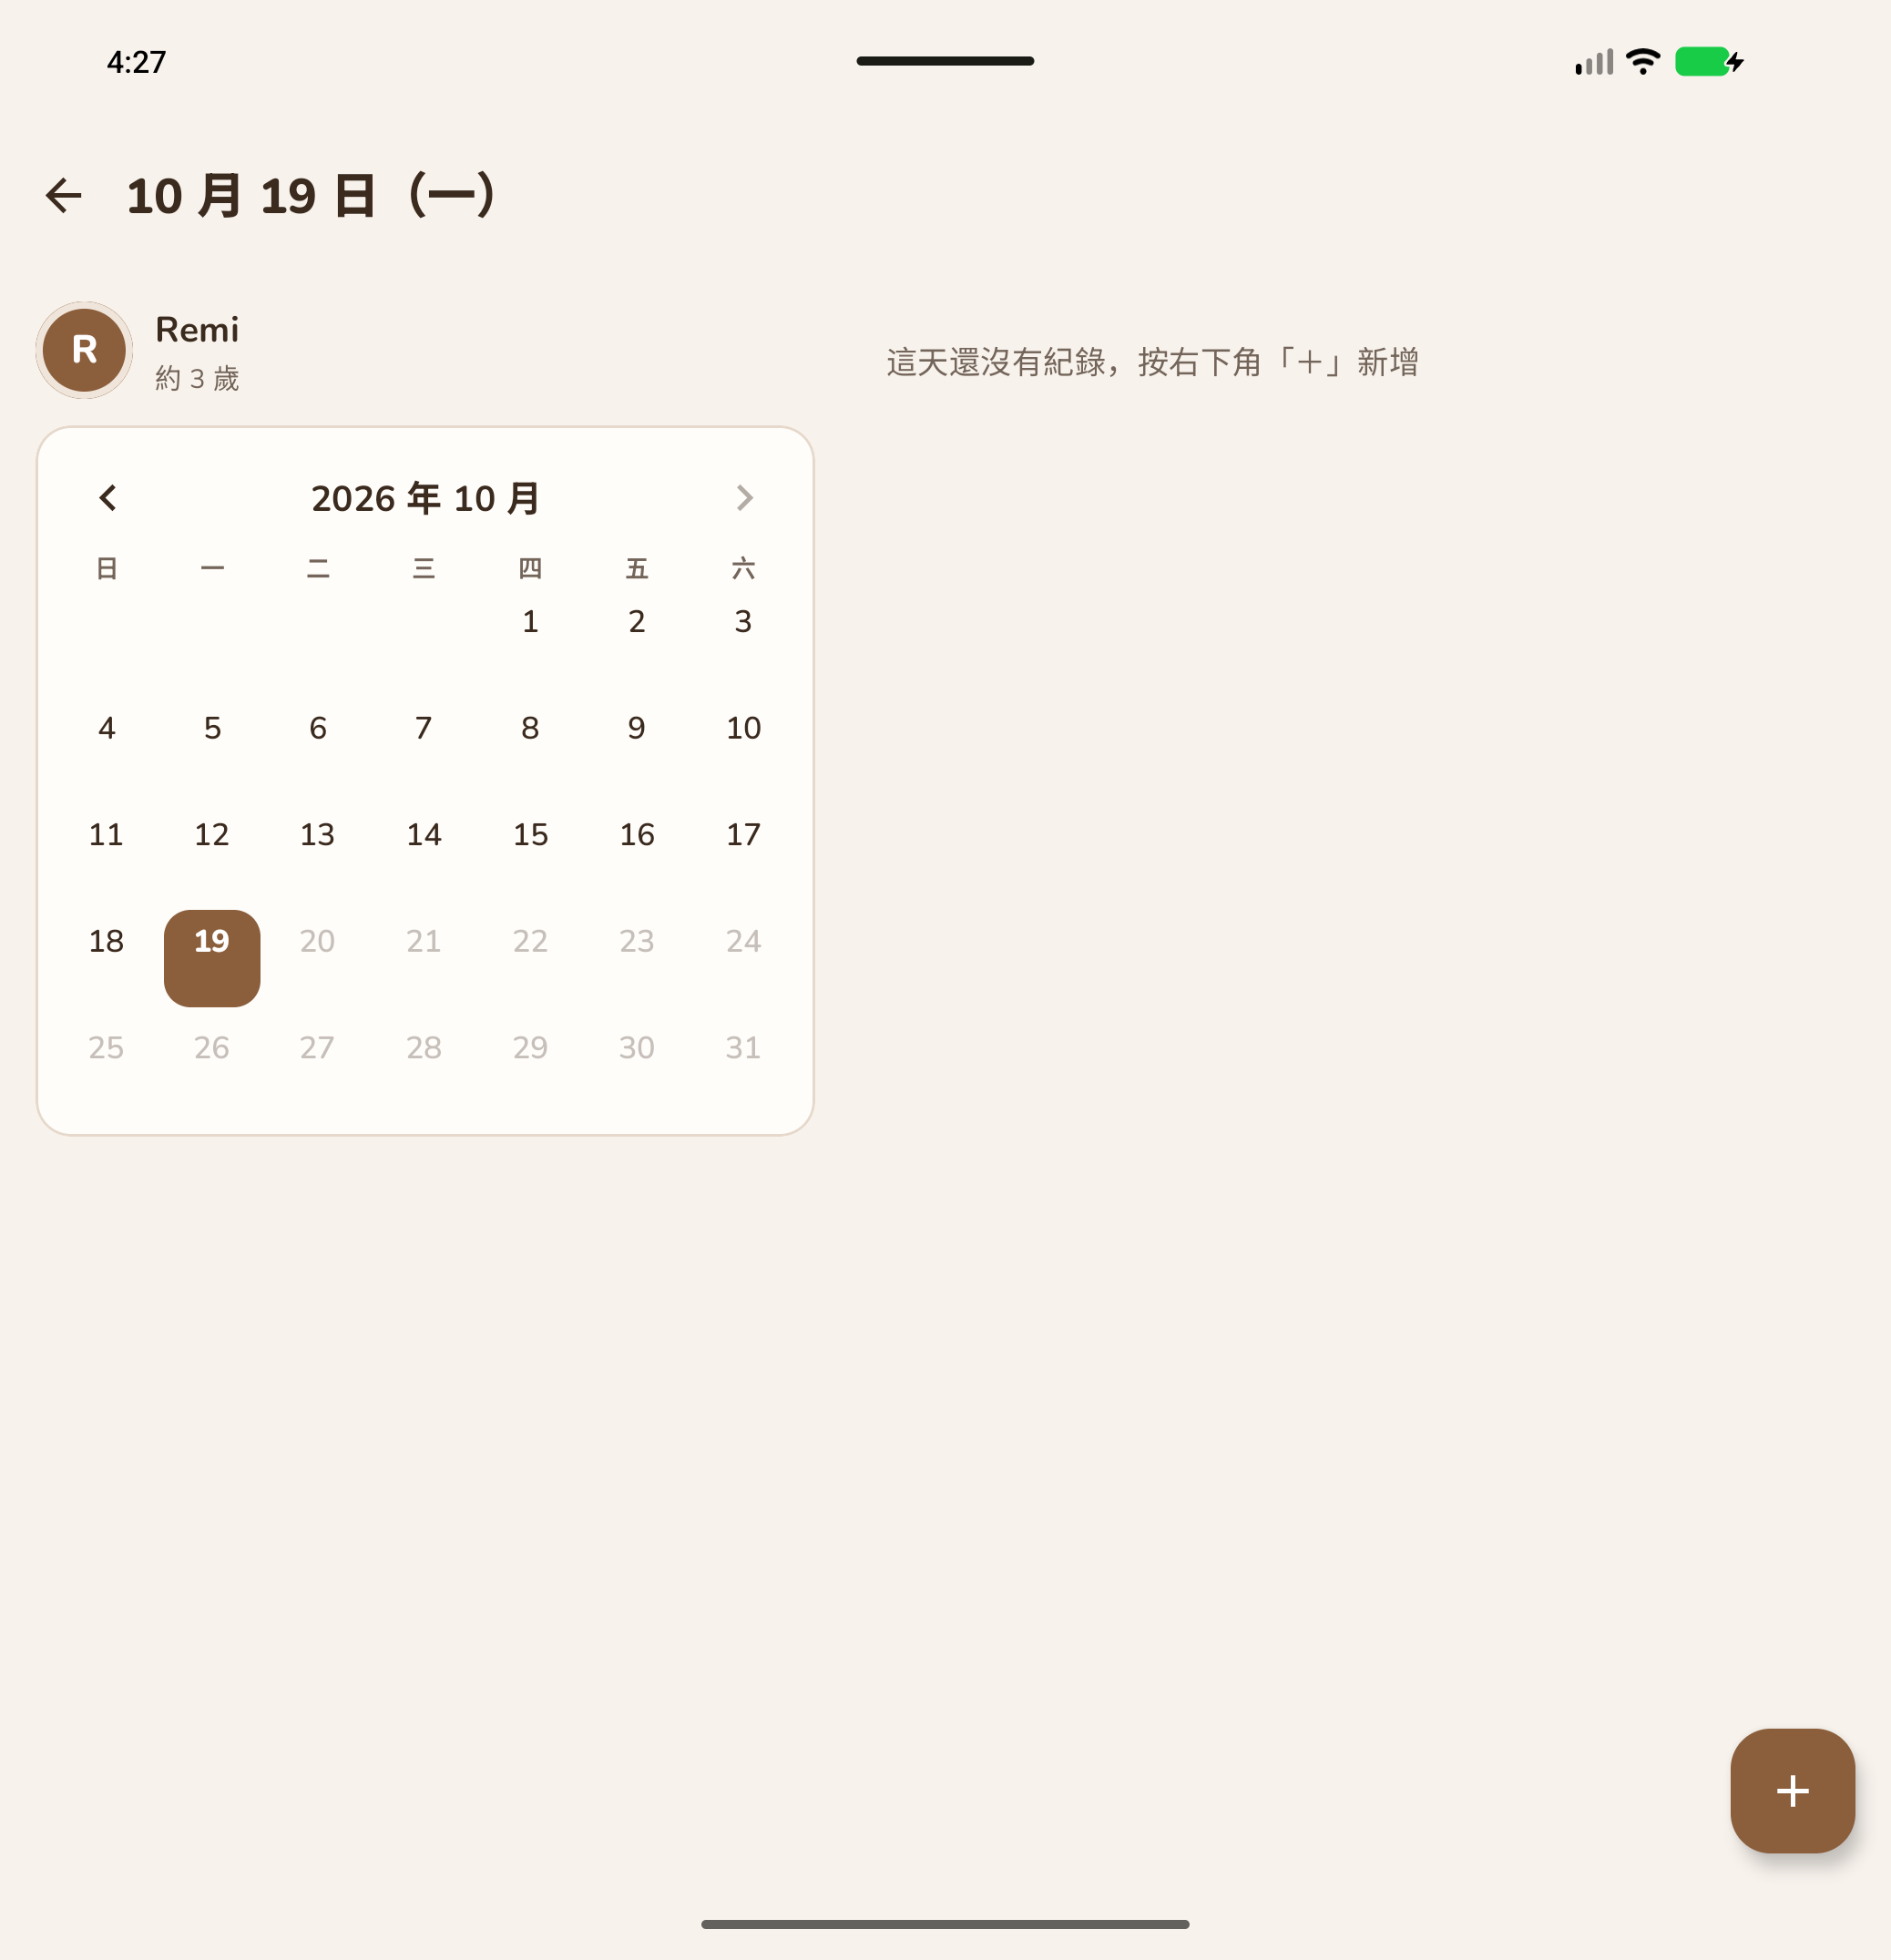 4:27
10 月 19 日（一）
R
Remi
約 3 歲
這天還沒有紀錄，按右下角「＋」新增
2026 年 10 月
日 一 二 三 四 五 六
1 2 3
4 5 6 7 8 9 10
11 12 13 14 15 16 17
18 19 20 21 22 23 24
25 26 27 28 29 30 31